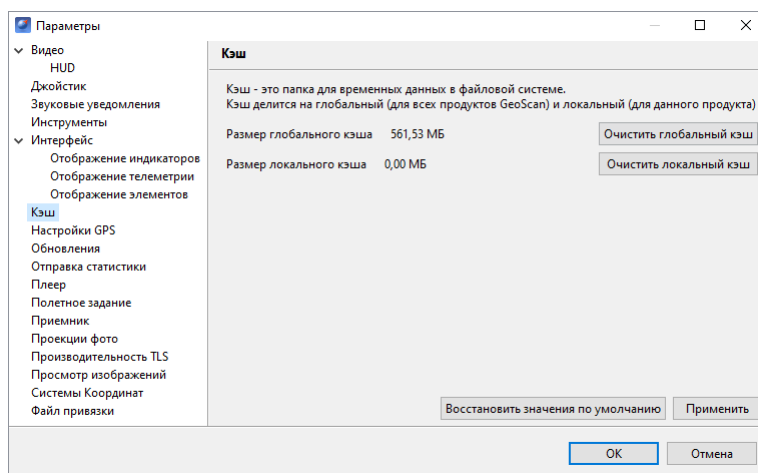 Параметры
Видео
HUD
Джойстик
Звуковые уведомления
Инструменты
Интерфейс
Отображение индикаторов
Отображение телеметрии
Отображение элементов
Кэш
Настройки GPS
Обновления
Отправка статистики
Плеер
Полетное задание
Приемник
Проекции фото
Производительность TLS
Просмотр изображений
Системы Координат
Файл привязки
Кэш
Кэш - это папка для временных данных в файловой системе.
Кэш делится на глобальный (для всех продуктов GeoScan) и локальный (для данного продукта)
Размер глобального кэша 561,53 МБ Очистить глобальный кэш
Размер локального кэша 0,00 МБ Очистить локальный кэш
Восстановить значения по умолчанию Применить
ОК Отмена